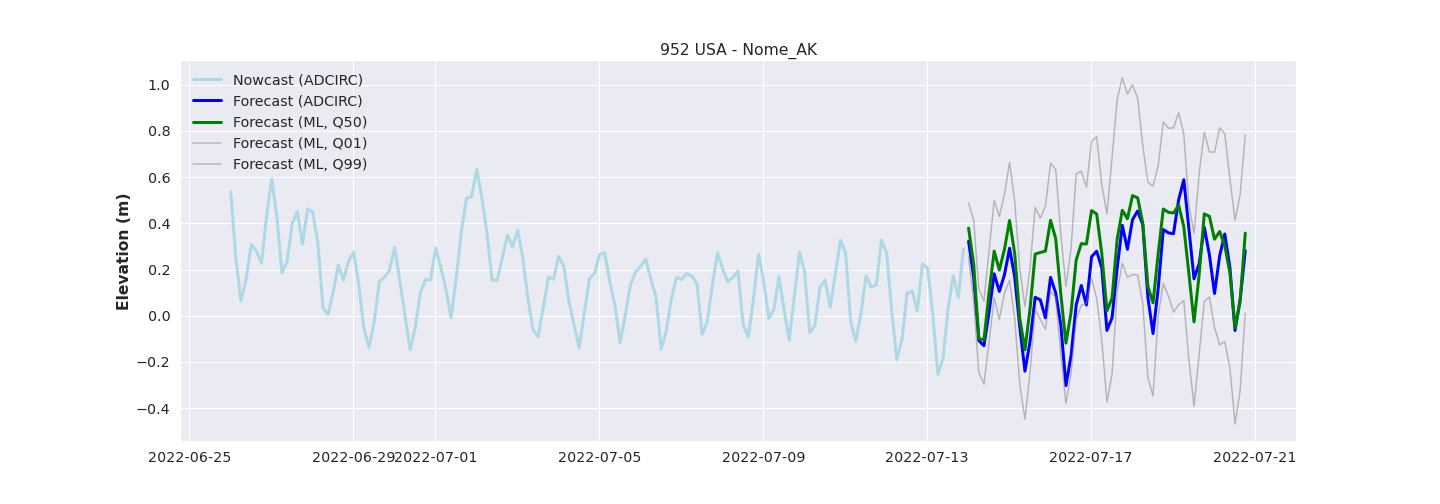 952 USA - Nome_AK
Nowcast (ADCIRC)
Forecast (ADCIRC)
Forecast (ML, Q50)
Forecast (ML, Q01)
Forecast (ML, Q99)
Elevation (m)
1.0
0.8
0.6
0.4
0.2
0.0
−0.2
−0.4
2022-06-25 2022-06-29 2022-07-01 2022-07-05 2022-07-09 2022-07-13 2022-07-17 2022-07-21